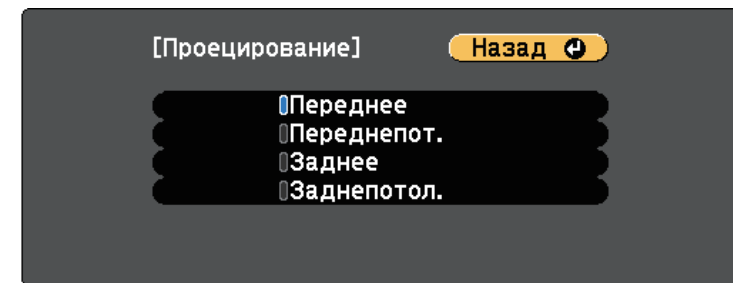 [Проецирование] Назад
Переднее
Переднепот.
Заднее
Заднепотол.